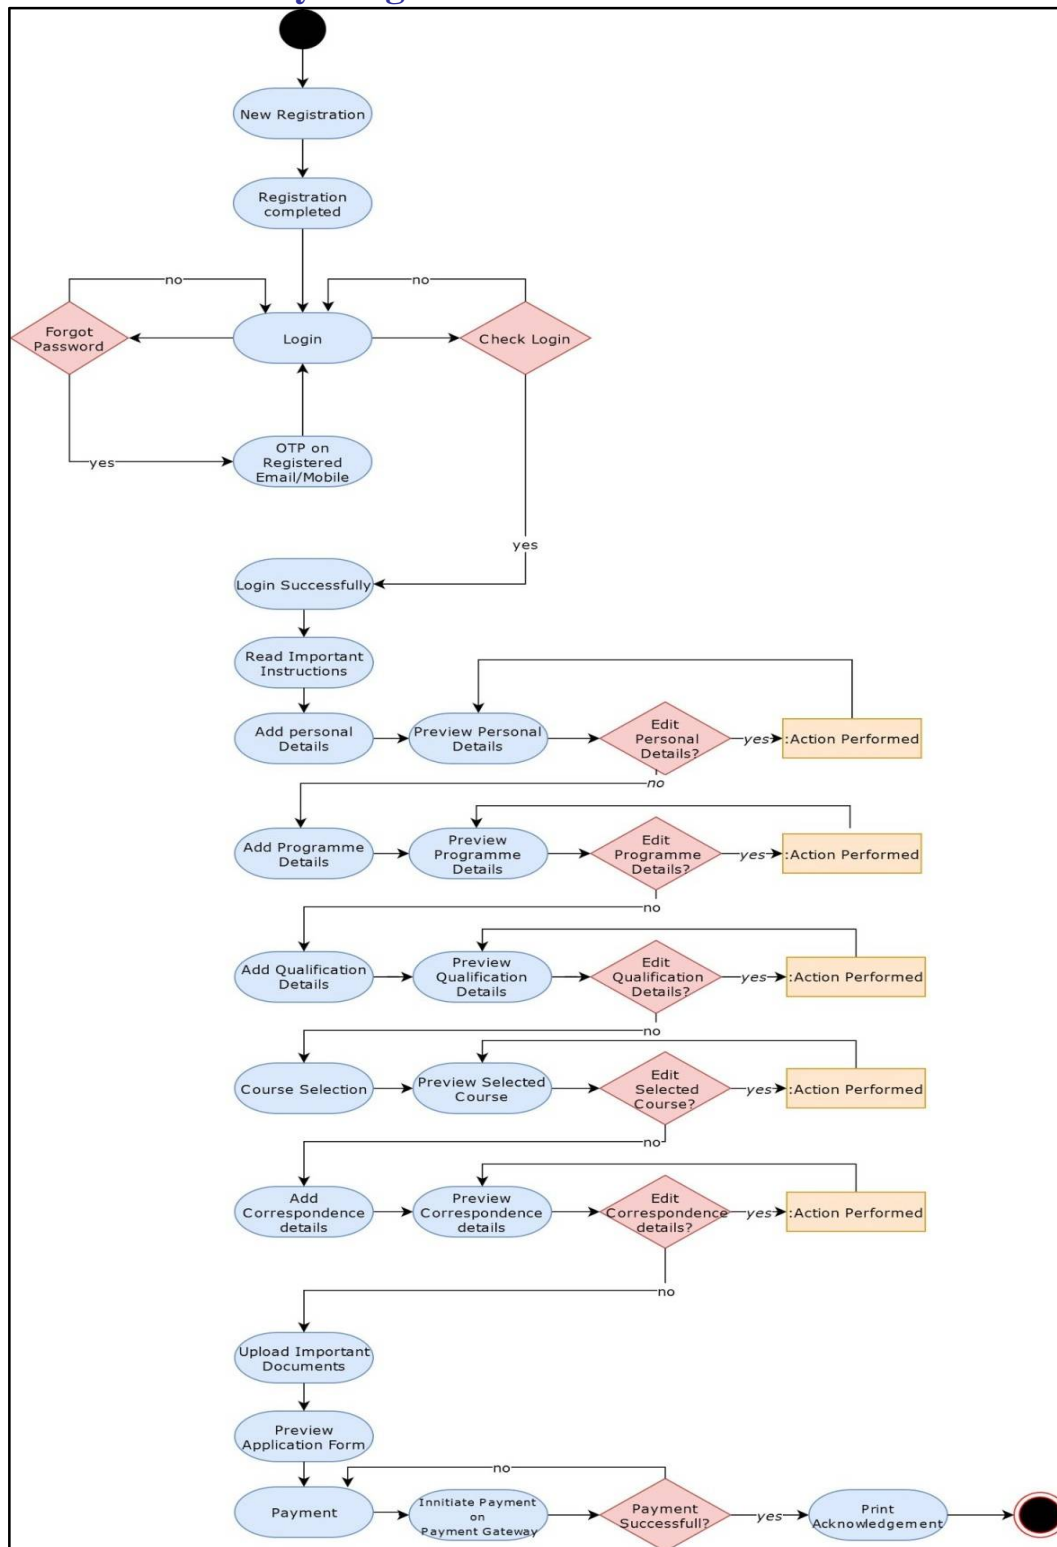 New Registration
Registration
completed
no
no
Forgot
Password
Login
Check Login
OTP on
Registered
Email/Mobile
yes
yes
Login Successfully
Read Important
Instructions
Add personal
Details
Preview Personal
Details
Edit
Personal
Details?
yes
:Action Performed
no
Add Programme
Details
Preview
Programme
Details
Edit
Programme
Details?
yes
:Action Performed
no
Add Qualification
Details
Preview
Qualification
Details
Edit
Qualification
Details?
yes
:Action Performed
no
Course Selection
Preview Selected
Course
Edit
Selected
Course?
yes
:Action Performed
no
Add
Correspondence
details
Preview
Correspondence
details
Edit
Correspondence
details?
yes
:Action Performed
no
Upload Important
Documents
Preview
Application Form
no
Payment
Innitiate Payment
on
Payment Gateway
Payment
Successfull?
yes
Print
Acknowledgement